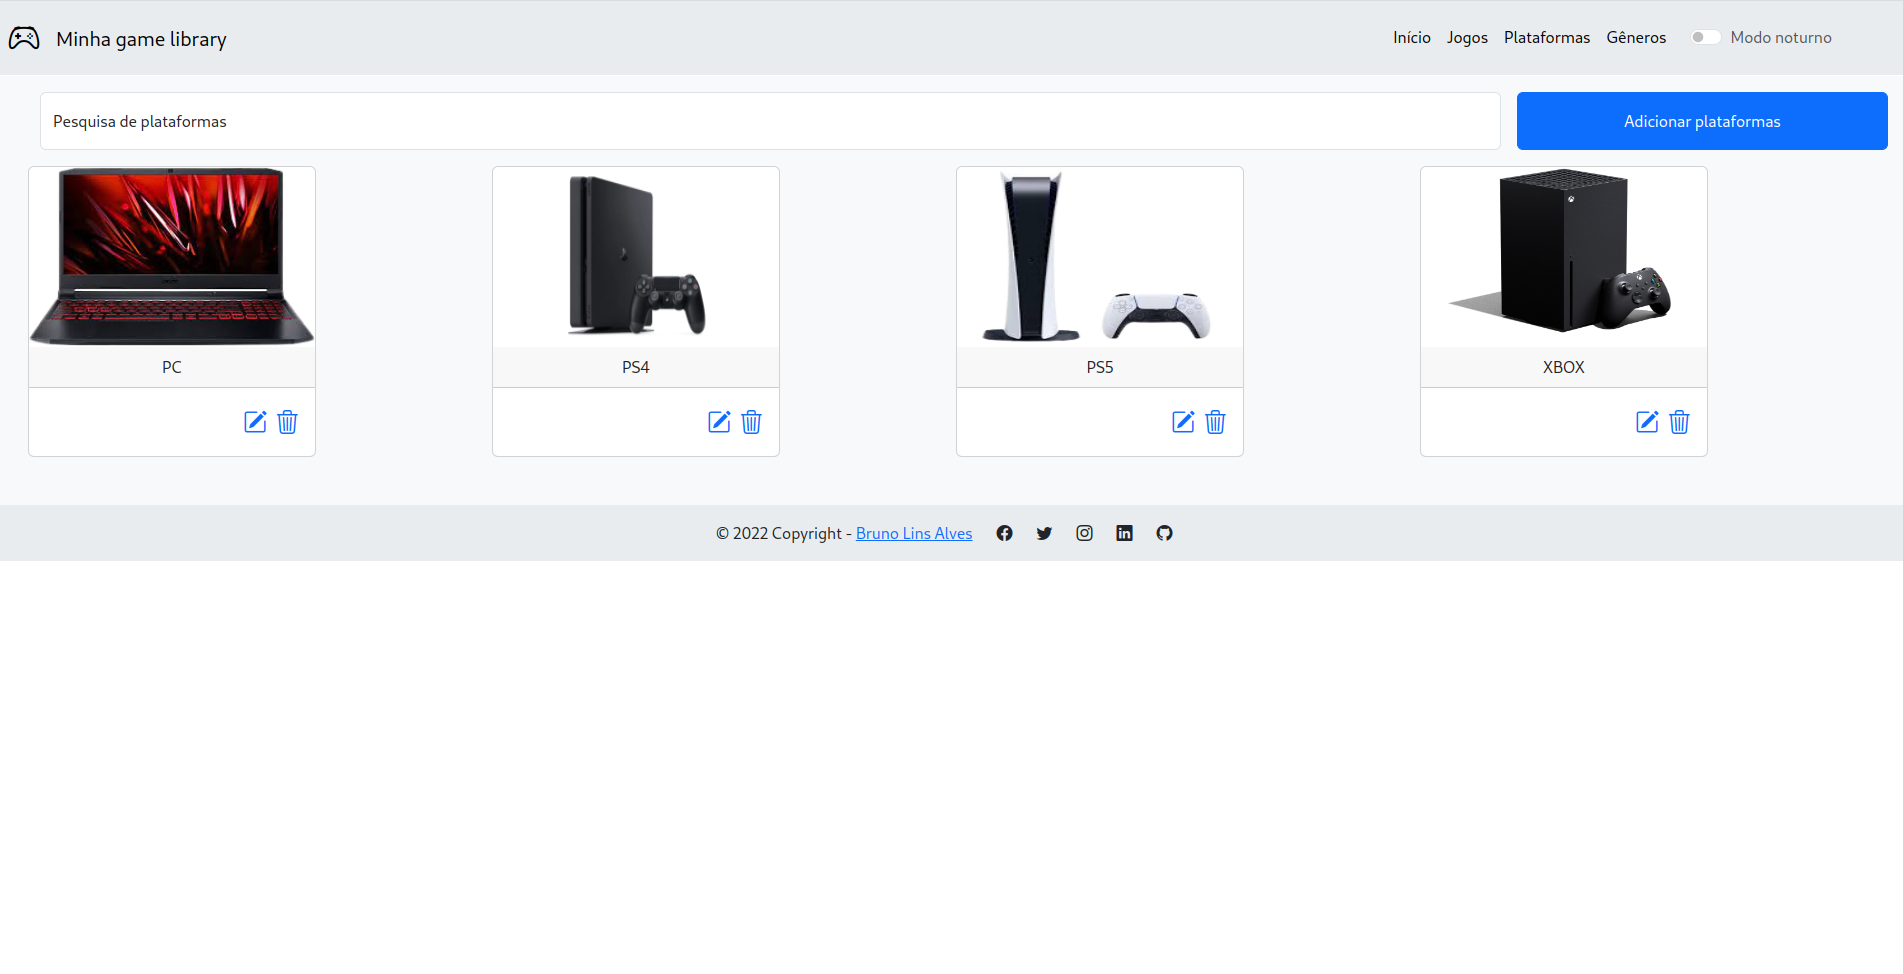 Minha game library
Início Jogos Plataformas Gêneros Modo noturno
Pesquisa de plataformas
Adicionar plataformas
PC
PS4
PS5
XBOX
© 2022 Copyright - Bruno Lins Alves